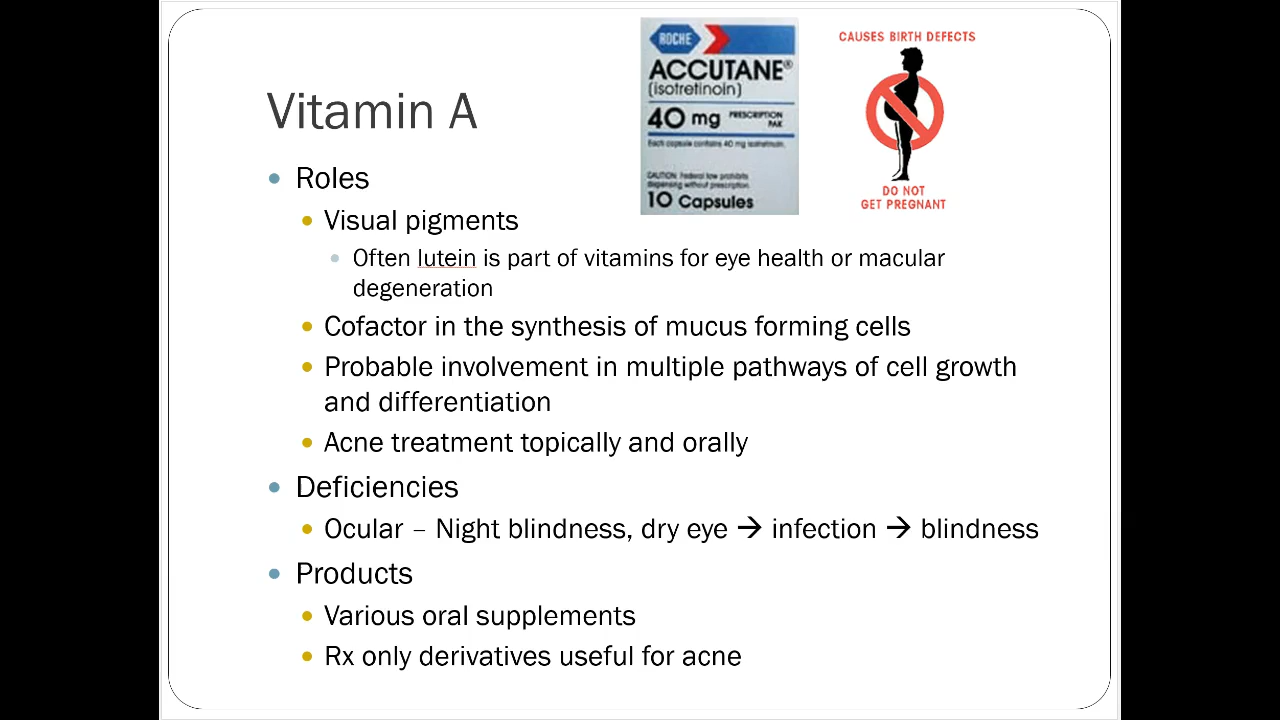 Vitamin A
ROCHE
ACCUTANE®
(isotretinoin)
40 mg PRESCRIPTION
PAK
Each capsule contains 40 mg isotretinoin.
CAUTION: Federal law prohibits
dispensing without prescription.
10 Capsules
CAUSES BIRTH DEFECTS
DO NOT
GET PREGNANT
• Roles
• Visual pigments
• Often lutein is part of vitamins for eye health or macular
degeneration
• Cofactor in the synthesis of mucus forming cells
• Probable involvement in multiple pathways of cell growth
and differentiation
• Acne treatment topically and orally
• Deficiencies
• Ocular – Night blindness, dry eye → infection → blindness
• Products
• Various oral supplements
• Rx only derivatives useful for acne